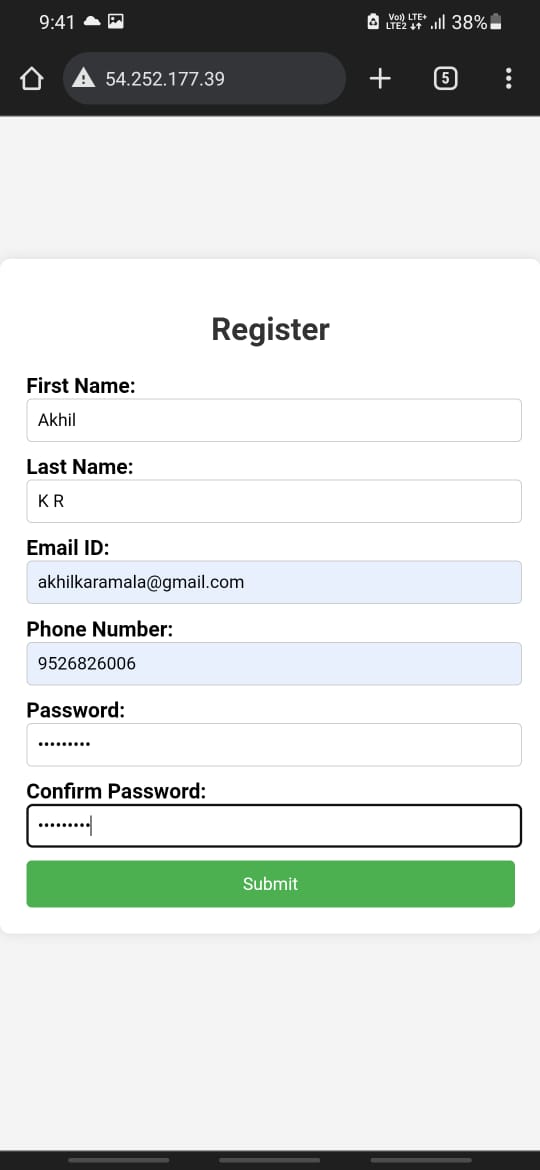 9:41
Vo)) LTE+
LTE2
38%
54.252.177.39
5
Register
First Name:
Akhil
Last Name:
K R
Email ID:
akhilkaramala@gmail.com
Phone Number:
9526826006
Password:
•••••••••
Confirm Password:
•••••••••
Submit